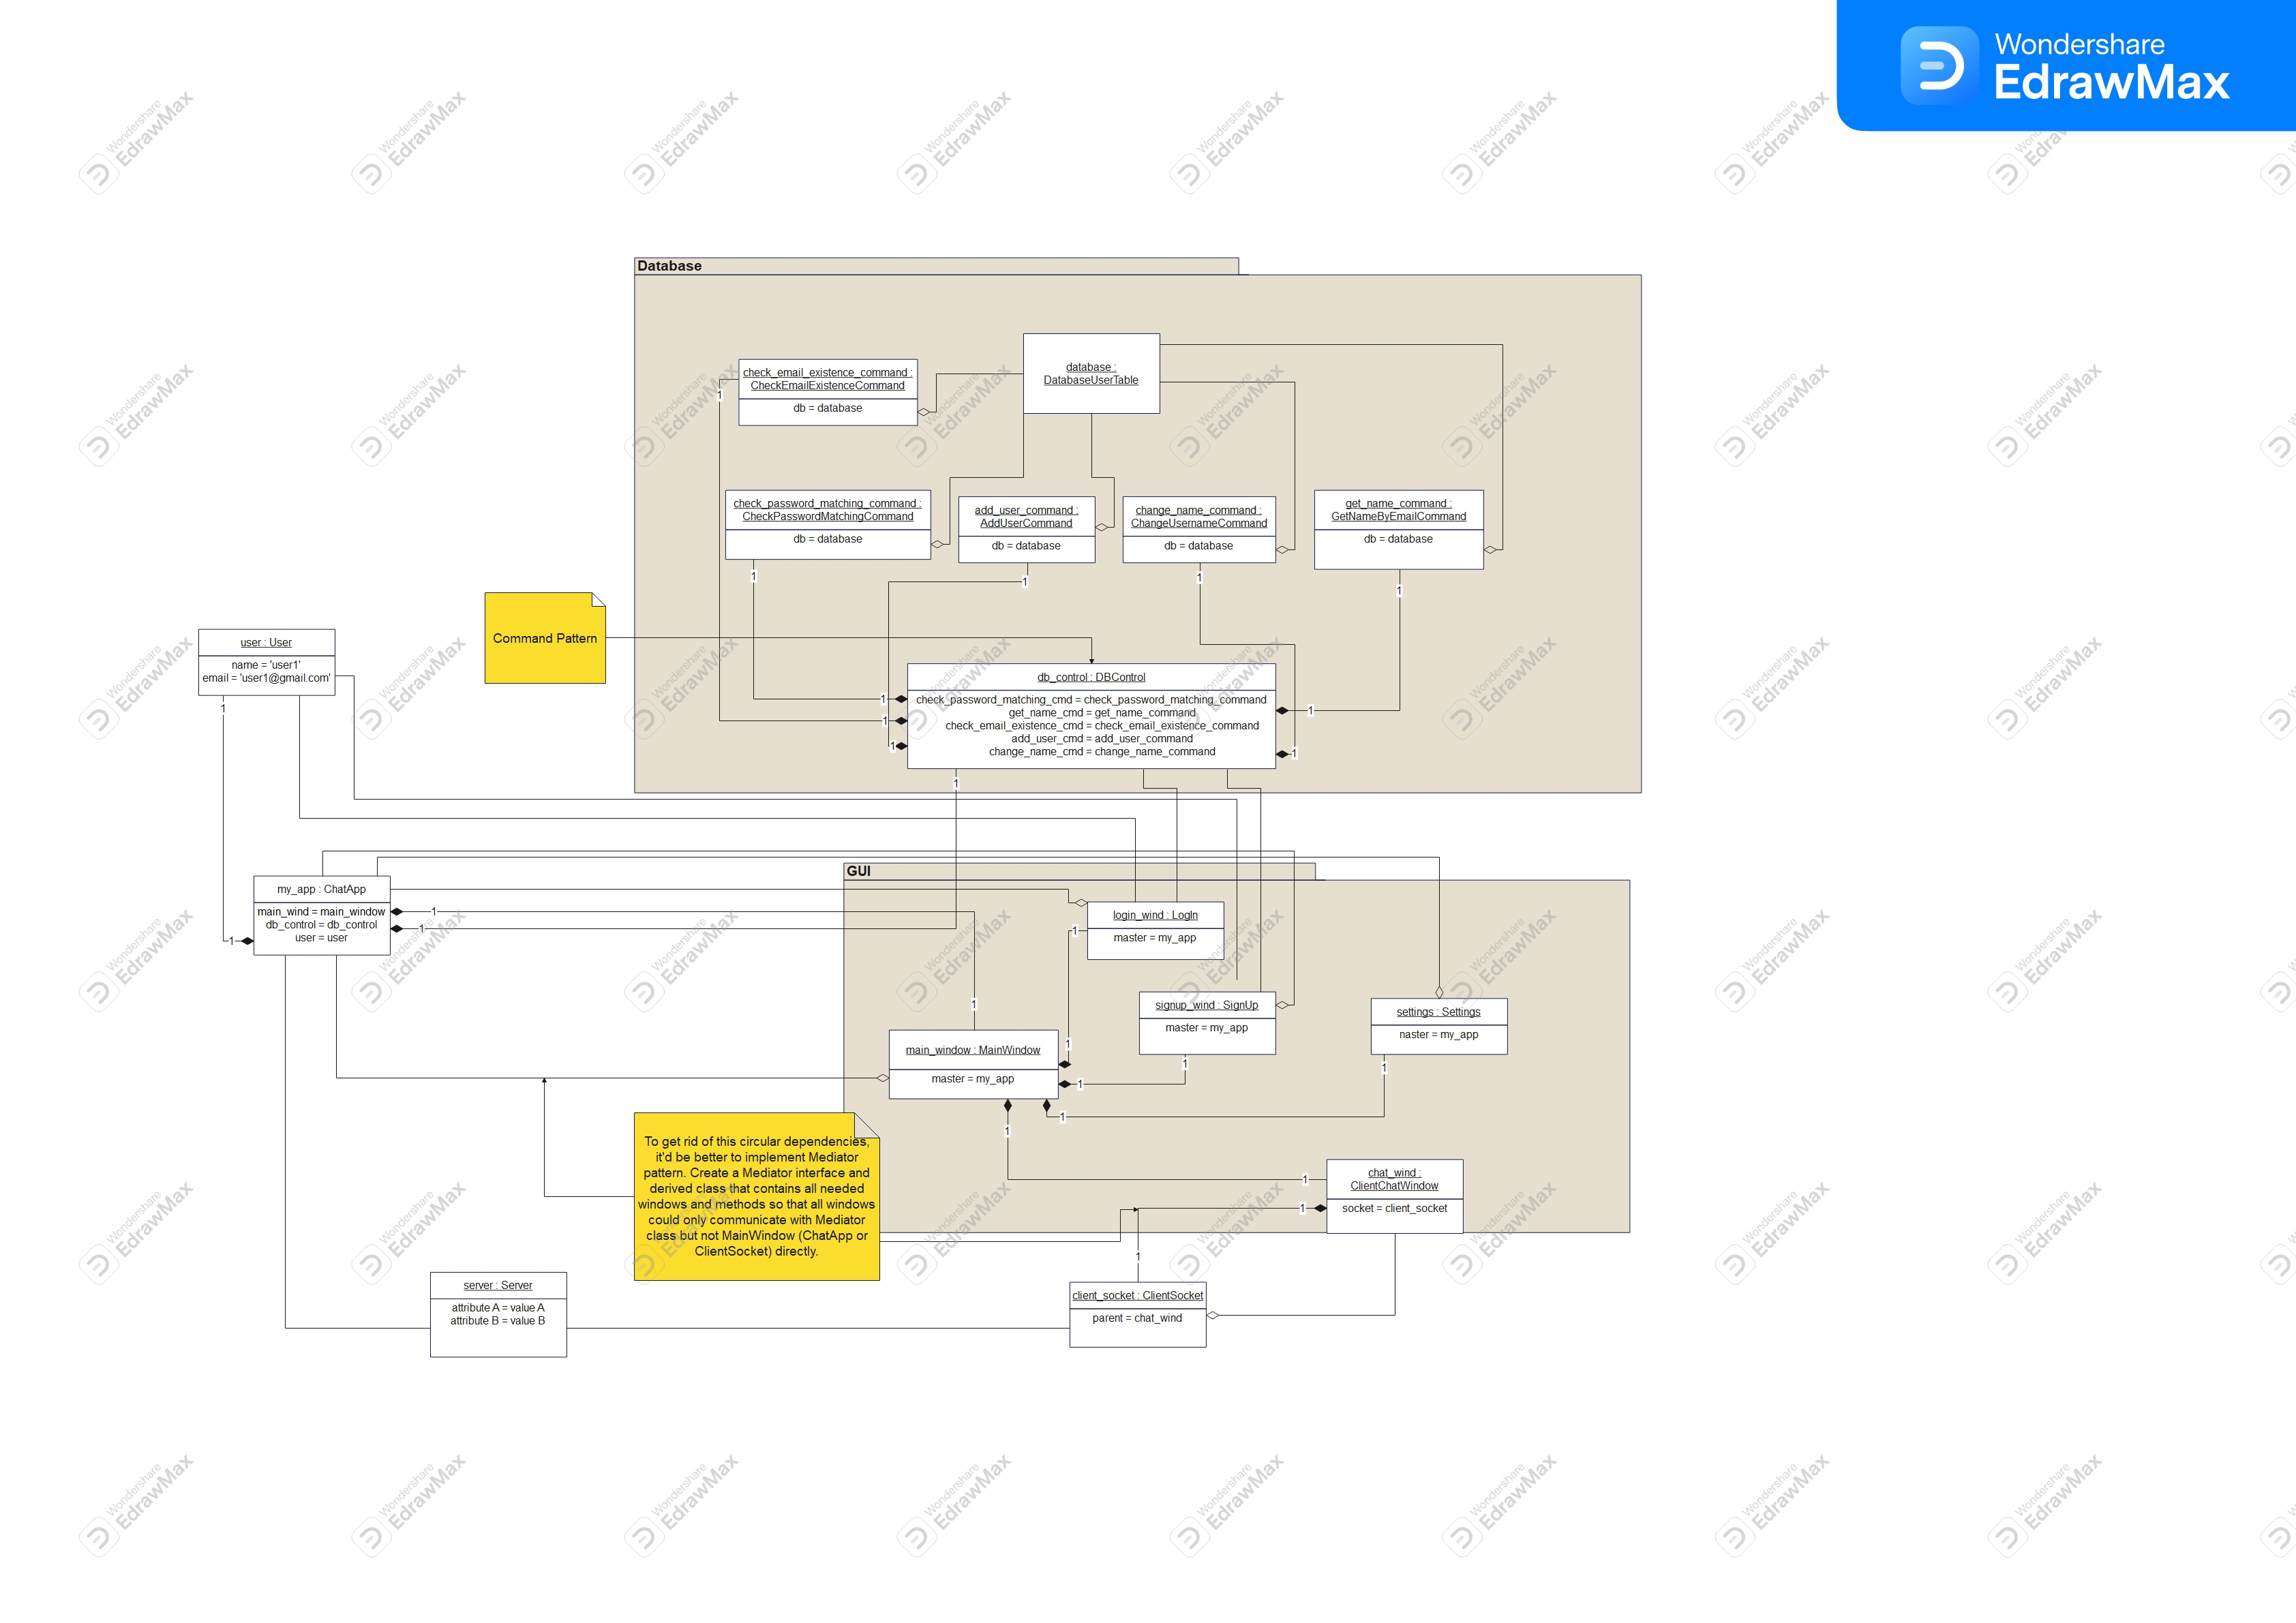 Wondershare
EdrawMax
Database
database :
DatabaseUserTable
check_email_existence_command :
CheckEmailExistenceCommand
db = database
1
check_password_matching_command :
CheckPasswordMatchingCommand
db = database
add_user_command :
AddUserCommand
db = database
change_name_command :
ChangeUsernameCommand
db = database
get_name_command :
GetNameByEmailCommand
db = database
1
1
1
1
Command Pattern
user : User
name = 'user1'
email = 'user1@gmail.com'
1
db_control : DBControl
check_password_matching_cmd = check_password_matching_command
get_name_cmd = get_name_command
check_email_existence_cmd = check_email_existence_command
add_user_cmd = add_user_command
change_name_cmd = change_name_command
1
1
1
1
1
1
GUI
my_app : ChatApp
main_wind = main_window
db_control = db_control
user = user
1
1
1
login_wind : LogIn
master = my_app
1
signup_wind : SignUp
master = my_app
settings : Settings
naster = my_app
1
1
main_window : MainWindow
master = my_app
1
1
1
1
1
To get rid of this circular dependencies,
it'd be better to implement Mediator
pattern. Create a Mediator interface and
derived class that contains all needed
windows and methods so that all windows
could only communicate with Mediator
class but not MainWindow (ChatApp or
ClientSocket) directly.
chat_wind :
ClientChatWindow
socket = client_socket
1
1
1
server : Server
attribute A = value A
attribute B = value B
client_socket : ClientSocket
parent = chat_wind